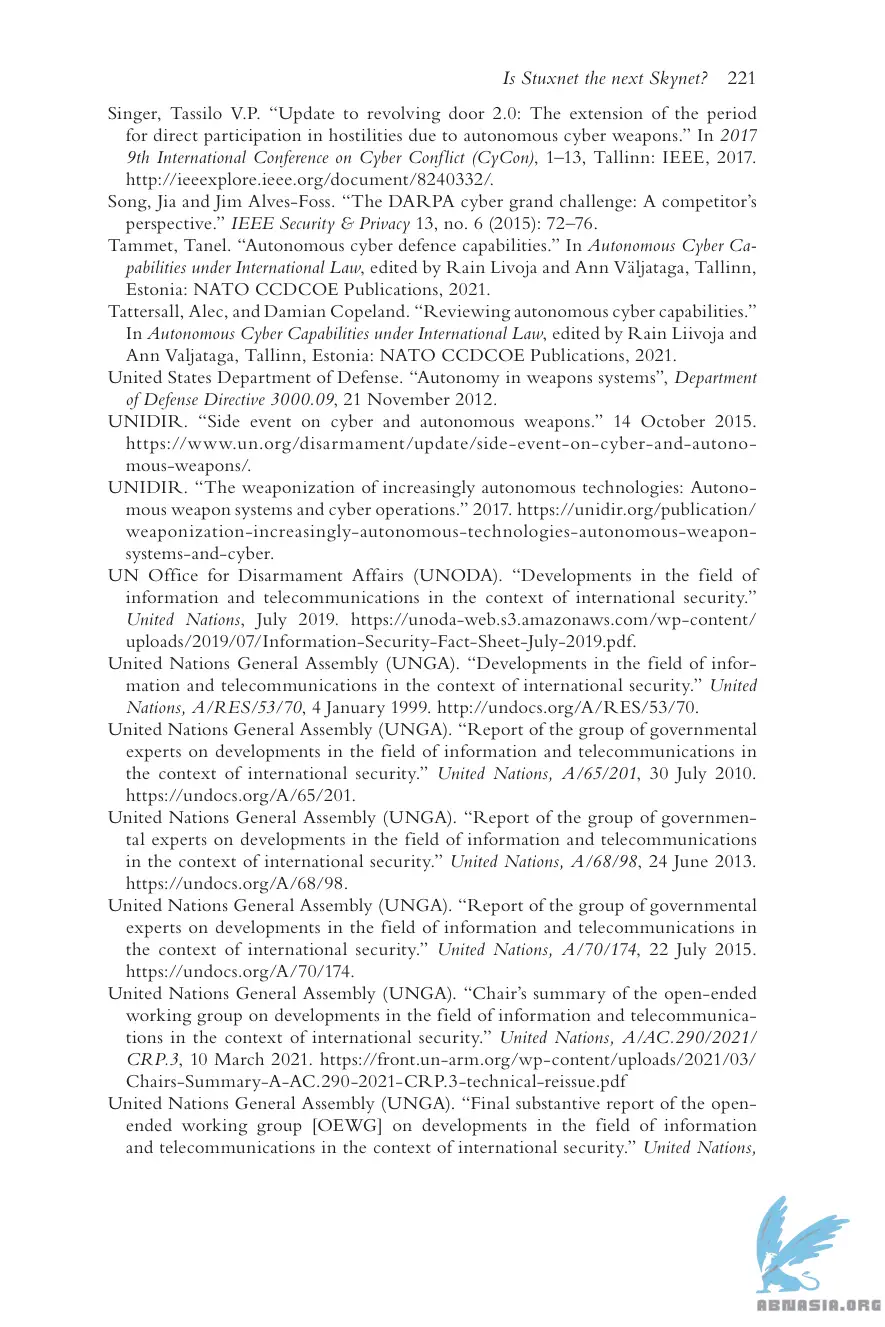 Is Stuxnet the next Skynet? 221
Singer, Tassilo V.P. “Update to revolving door 2.0: The extension of the period
for direct participation in hostilities due to autonomous cyber weapons.” In 2017
9th International Conference on Cyber Conflict (CyCon), 1–13, Tallinn: IEEE, 2017.
http://ieeexplore.ieee.org/document/8240332/.
Song, Jia and Jim Alves-Foss. “The DARPA cyber grand challenge: A competitor’s
perspective.” IEEE Security & Privacy 13, no. 6 (2015): 72–76.
Tammet, Tanel. “Autonomous cyber defence capabilities.” In Autonomous Cyber Ca-
pabilities under International Law, edited by Rain Livoja and Ann Väljataga, Tallinn,
Estonia: NATO CCDCOE Publications, 2021.
Tattersall, Alec, and Damian Copeland. “Reviewing autonomous cyber capabilities.”
In Autonomous Cyber Capabilities under International Law, edited by Rain Liivoja and
Ann Valjataga, Tallinn, Estonia: NATO CCDCOE Publications, 2021.
United States Department of Defense. “Autonomy in weapons systems”, Department
of Defense Directive 3000.09, 21 November 2012.
UNIDIR. “Side event on cyber and autonomous weapons.” 14 October 2015.
https://www.un.org/disarmament/update/side-event-on-cyber-and-autono-
mous-weapons/.
UNIDIR. “The weaponization of increasingly autonomous technologies: Autono-
mous weapon systems and cyber operations.” 2017. https://unidir.org/publication/
weaponization-increasingly-autonomous-technologies-autonomous-weapon-
systems-and-cyber.
UN Office for Disarmament Affairs (UNODA). “Developments in the field of
information and telecommunications in the context of international security.”
United Nations, July 2019. https://unoda-web.s3.amazonaws.com/wp-content/
uploads/2019/07/Information-Security-Fact-Sheet-July-2019.pdf.
United Nations General Assembly (UNGA). “Developments in the field of infor-
mation and telecommunications in the context of international security.” United
Nations, A/RES/53/70, 4 January 1999. http://undocs.org/A/RES/53/70.
United Nations General Assembly (UNGA). “Report of the group of governmental
experts on developments in the field of information and telecommunications in
the context of international security.” United Nations, A/65/201, 30 July 2010.
https://undocs.org/A/65/201.
United Nations General Assembly (UNGA). “Report of the group of governmen-
tal experts on developments in the field of information and telecommunications
in the context of international security.” United Nations, A/68/98, 24 June 2013.
https://undocs.org/A/68/98.
United Nations General Assembly (UNGA). “Report of the group of governmental
experts on developments in the field of information and telecommunications in
the context of international security.” United Nations, A/70/174, 22 July 2015.
https://undocs.org/A/70/174.
United Nations General Assembly (UNGA). “Chair’s summary of the open-ended
working group on developments in the field of information and telecommunica-
tions in the context of international security.” United Nations, A/AC.290/2021/
CRP.3, 10 March 2021. https://front.un-arm.org/wp-content/uploads/2021/03/
Chairs-Summary-A-AC.290-2021-CRP.3-technical-reissue.pdf
United Nations General Assembly (UNGA). “Final substantive report of the open-
ended working group [OEWG] on developments in the field of information
and telecommunications in the context of international security.” United Nations,
ABNASIA.ORG